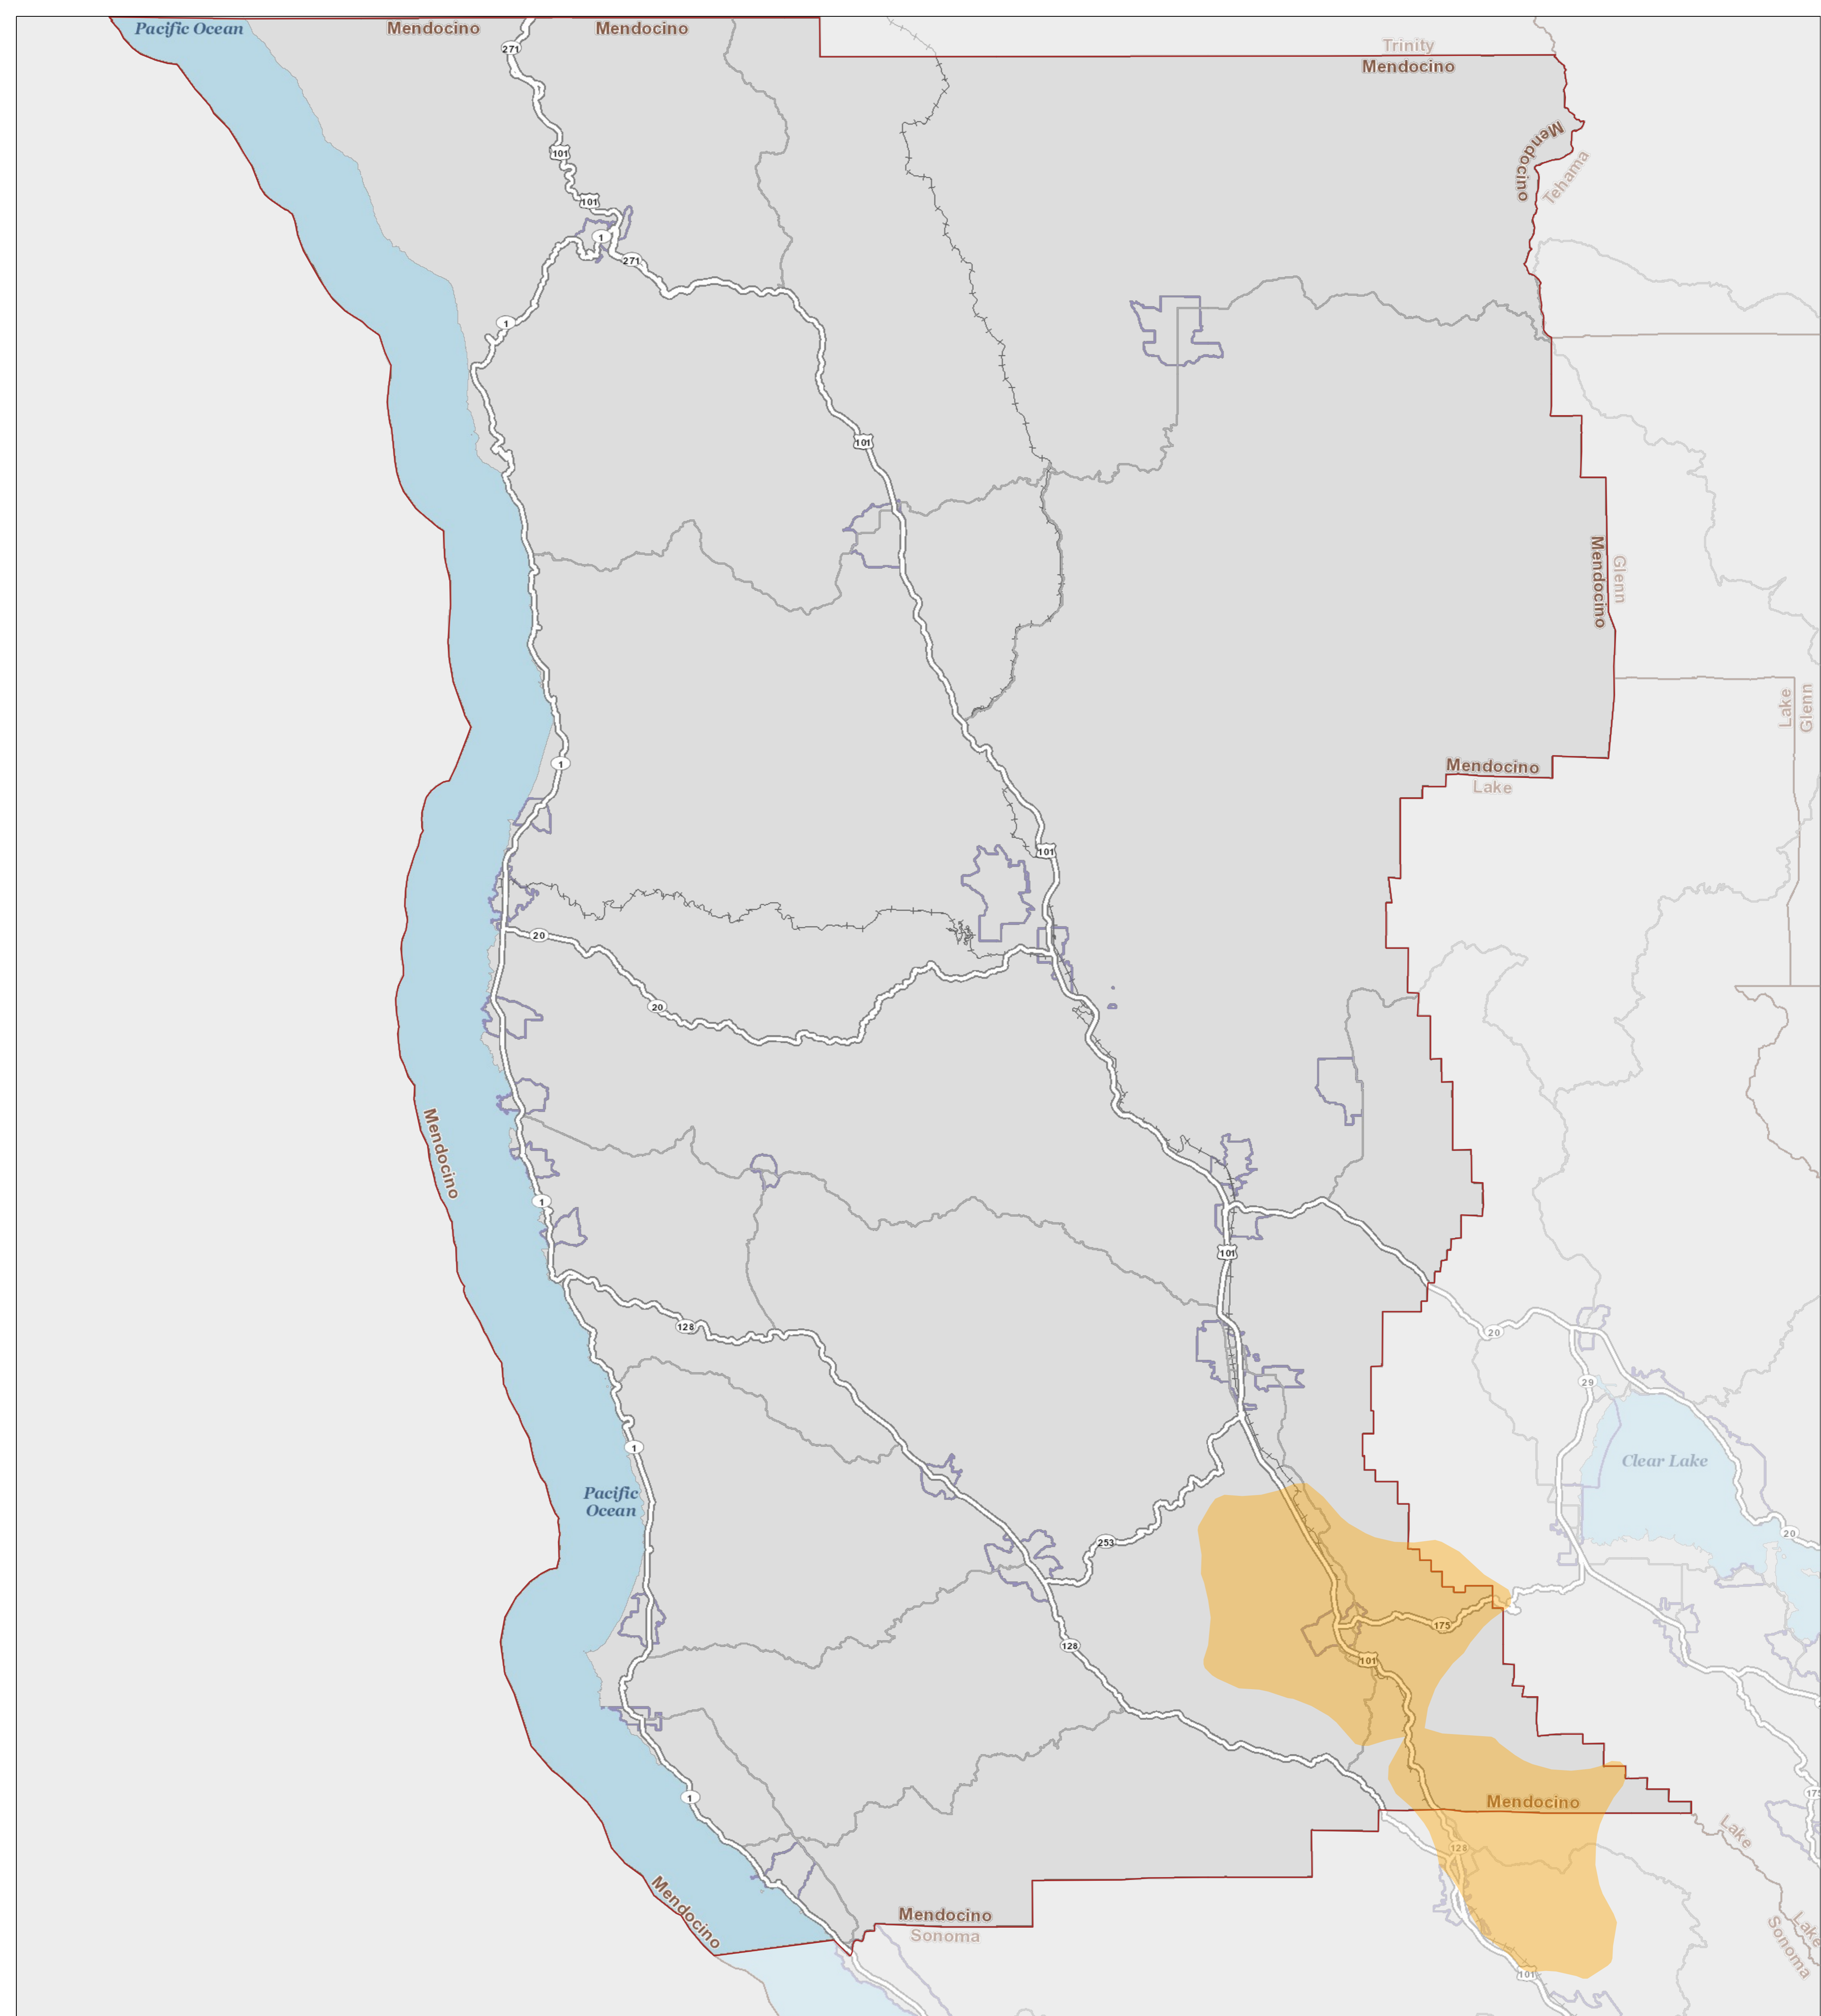 Pacific Ocean
Mendocino
Mendocino
Trinity
Mendocino
271
101
Mendocino
Tehama
101
1
271
1
101
Mendocino
Glenn
Lake
Glenn
1
Mendocino
Lake
101
20
20
Mendocino
1
101
128
20
29
1
Clear Lake
Pacific
Ocean
20
253
175
128
101
1
175
Mendocino
Lake
128
Mendocino
Mendocino
Sonoma
Lake
Sonoma
101